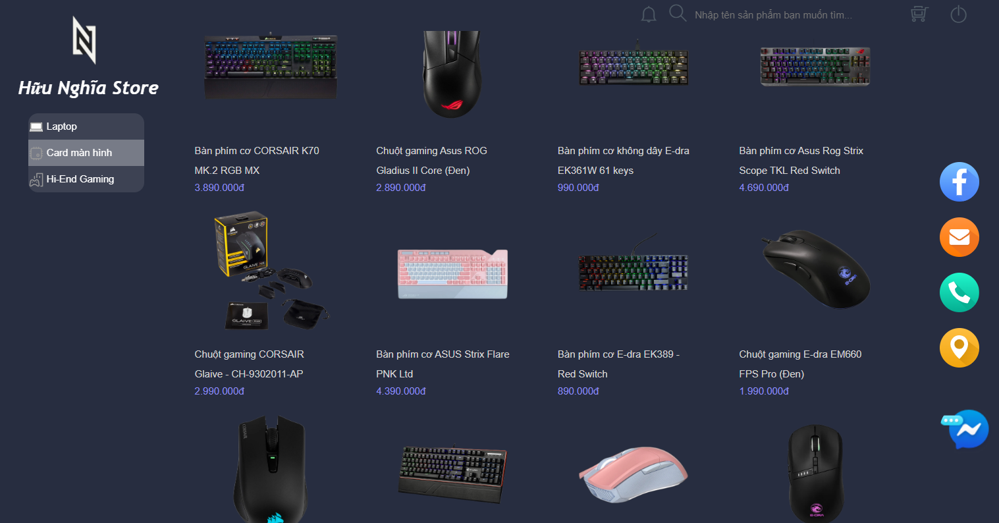 Nhập tên sản phẩm bạn muốn tìm...
Hữu Nghĩa Store
Laptop
Card màn hình
Hi-End Gaming
Bàn phím cơ CORSAIR K70
MK.2 RGB MX
3.890.000đ
Chuột gaming Asus ROG
Gladius II Core (Đen)
2.890.000đ
Bàn phím cơ không dây E-dra
EK361W 61 keys
990.000đ
Bàn phím cơ Asus Rog Strix
Scope TKL Red Switch
4.690.000đ
GLAIVE
GLAIVE
E-DRA
Chuột gaming CORSAIR
Glaive - CH-9302011-AP
2.990.000đ
Bàn phím cơ ASUS Strix Flare
PNK Ltd
4.390.000đ
Bàn phím cơ E-dra EK389 -
Red Switch
890.000đ
Chuột gaming E-dra EM660
FPS Pro (Đen)
1.990.000đ
CORSAIR
E-DRA